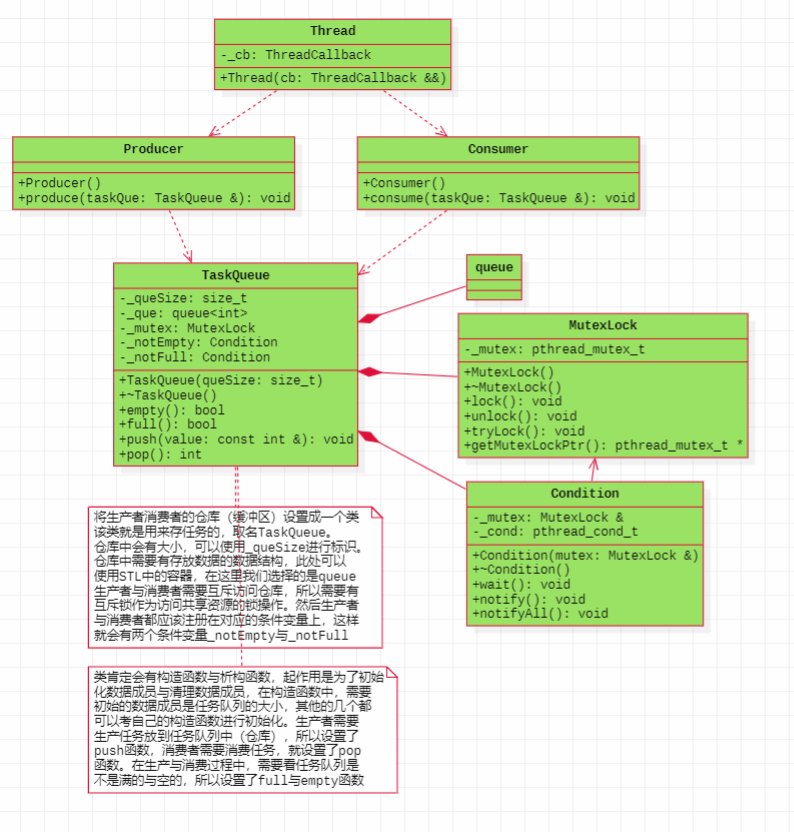 Thread
-_cb: ThreadCallback
+Thread(cb: ThreadCallback &&)
Producer
+Producer()
+produce(taskQue: TaskQueue &): void
Consumer
+Consumer()
+consume(taskQue: TaskQueue &): void
TaskQueue
-_queSize: size_t
-_que: queue<int>
-_mutex: MutexLock
-_notEmpty: Condition
-_notFull: Condition
+TaskQueue(queSize: size_t)
+~TaskQueue()
+empty(): bool
+full(): bool
+push(value: const int &): void
+pop(): int
queue
MutexLock
-_mutex: pthread_mutex_t
+MutexLock()
+~MutexLock()
+lock(): void
+unlock(): void
+tryLock(): void
+getMutexLockPtr(): pthread_mutex_t *
Condition
-_mutex: MutexLock &
-_cond: pthread_cond_t
+Condition(mutex: MutexLock &)
+~Condition()
+wait(): void
+notify(): void
+notifyAll(): void
将生产者消费者的仓库（缓冲区）设置成一个类
该类就是用来存任务的，取名TaskQueue。
仓库中会有大小，可以使用_queSize进行标识。
仓库中需要有存放数据的数据结构，此处可以
使用STL中的容器，在这里我们选择的是queue
生产者与消费者需要互斥访问仓库，所以需要有
互斥锁作为访问共享资源的锁操作。然后生产者
与消费者都应该注册在对应的条件变量上，这样
就会有两个条件变量_notEmpty与_notFull
类肯定会有构造函数与析构函数，起作用是为了初始
化数据成员与清理数据成员，在构造函数中，需要
初始的数据成员是任务队列的大小，其他的几个都
可以考自己的构造函数进行初始化。生产者需要
生产任务放到任务队列中（仓库），所以设置了
push函数，消费者需要消费任务，就设置了pop
函数。在生产与消费过程中，需要看任务队列是
不是满的与空的，所以设置了full与empty函数